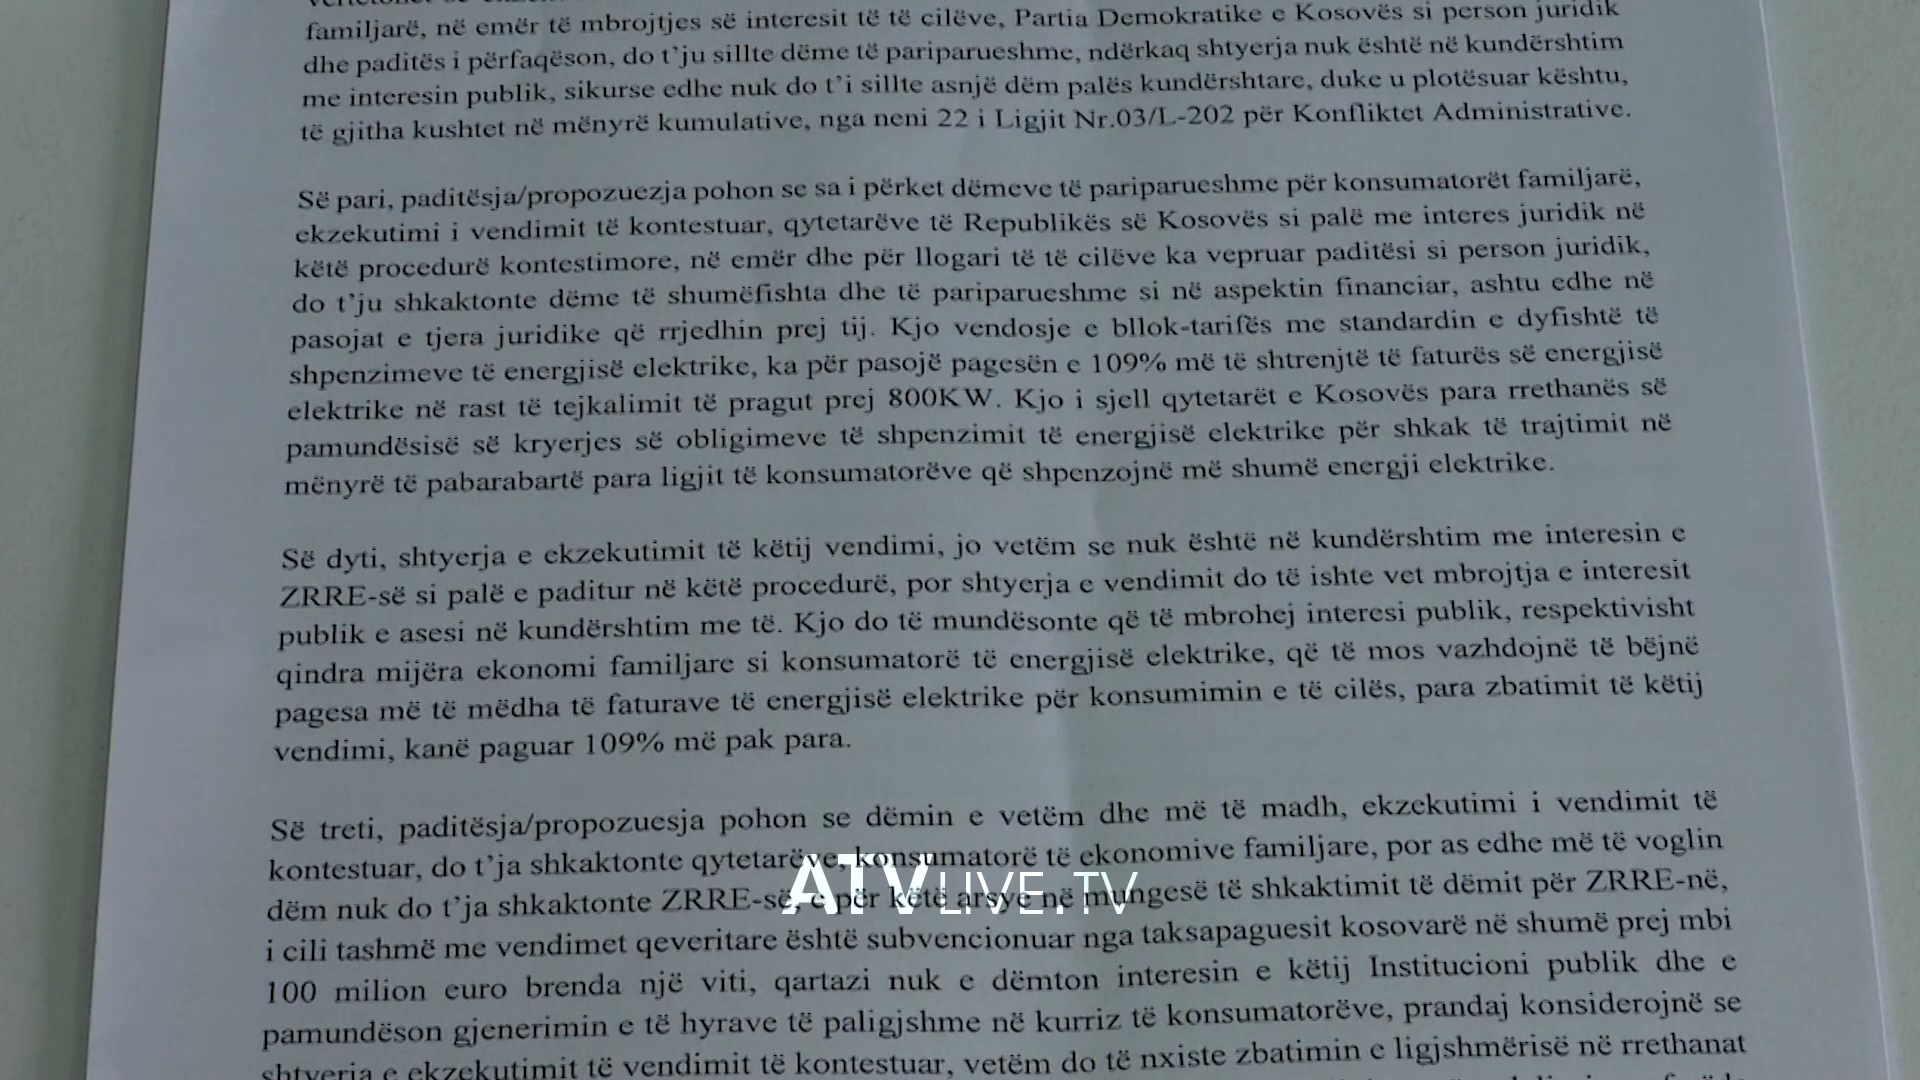 familjarë, në emër të mbrojtjes së interesit të të cilëve, Partia Demokratike e Kosovës si person juridik
dhe paditës i përfaqëson, do t’ju sillte dëme të pariparueshme, ndërkaq shtyerja nuk është në kundërshtim
me interesin publik, sikurse edhe nuk do t’i sillte asnjë dëm palës kundërshtare, duke u plotësuar kështu,
të gjitha kushtet në mënyrë kumulative, nga neni 22 i Ligjit Nr.03/L-202 për Konfliktet Administrative.
Së pari, paditësja/propozuezja pohon se sa i përket dëmeve të pariparueshme për konsumatorët familjarë,
ekzekutimi i vendimit të kontestuar, qytetarëve të Republikës së Kosovës si palë me interes juridik në
këtë procedurë kontestimore, në emër dhe për llogari të të cilëve ka vepruar paditësi si person juridik,
do t’ju shkaktonte dëme të shumëfishta dhe të pariparueshme si në aspektin financiar, ashtu edhe në
pasojat e tjera juridike që rrjedhin prej tij. Kjo vendosje e bllok-tarifës me standardin e dyfishtë të
shpenzimeve të energjisë elektrike, ka për pasojë pagesën e 109% më të shtrenjtë të faturës së energjisë
elektrike në rast të tejkalimit të pragut prej 800KW. Kjo i sjell qytetarët e Kosovës para rrethanës së
pamundësisë së kryerjes së obligimeve të shpenzimit të energjisë elektrike për shkak të trajtimit në
mënyrë të pabarabartë para ligjit të konsumatorëve që shpenzojnë më shumë energji elektrike.
Së dyti, shtyerja e ekzekutimit të këtij vendimi, jo vetëm se nuk është në kundërshtim me interesin e
ZRRE-së si palë e paditur në këtë procedurë, por shtyerja e vendimit do të ishte vet mbrojtja e interesit
publik e asesi në kundërshtim me të. Kjo do të mundësonte që të mbrohej interesi publik, respektivisht
qindra mijëra ekonomi familjare si konsumatorë të energjisë elektrike, që të mos vazhdojnë të bëjnë
pagesa më të mëdha të faturave të energjisë elektrike për konsumimin e të cilës, para zbatimit të këtij
vendimi, kanë paguar 109% më pak para.
Së treti, paditësja/propozuesja pohon se dëmin e vetëm dhe më të madh, ekzekutimi i vendimit të
kontestuar, do t’ja shkaktonte qytetarëve, konsumatorë të ekonomive familjare, por as edhe më të voglin
dëm nuk do t’ja shkaktonte ZRRE-së, e për këtë arsye në mungesë të shkaktimit të dëmit për ZRRE-në,
ATVLIVE.TV
i cili tashmë me vendimet qeveritare është subvencionuar nga taksapaguesit kosovarë në shumë prej mbi
100 milion euro brenda një viti, qartazi nuk e dëmton interesin e këtij Institucioni publik dhe e
pamundëson gjenerimin e të hyrave të paligjshme në kurriz të konsumatorëve, prandaj konsiderojnë se
shtyerja e ekzekutimit të vendimit të kontestuar, vetëm do të nxiste zbatimin e ligjshmërisë në rrethanat